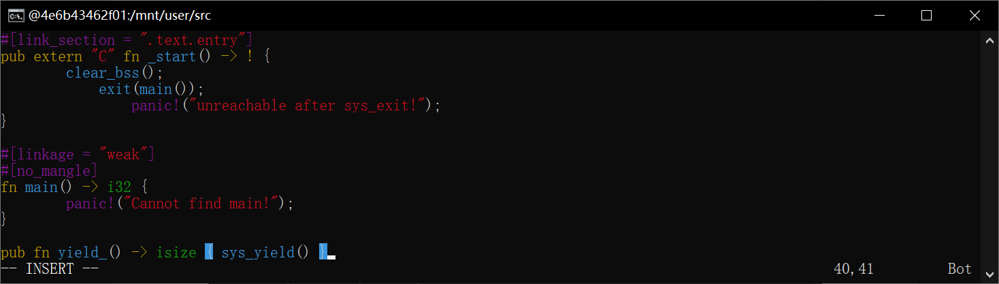 @4e6b43462f01:/mnt/user/src
#[link_section = ".text.entry"]
pub extern "C" fn _start() -> ! {
        clear_bss();
            exit(main());
                panic!("unreachable after sys_exit!");
}

#[linkage = "weak"]
#[no_mangle]
fn main() -> i32 {
        panic!("Cannot find main!");
}

pub fn yield_() -> isize { sys_yield() }
-- INSERT -- 40,41 Bot